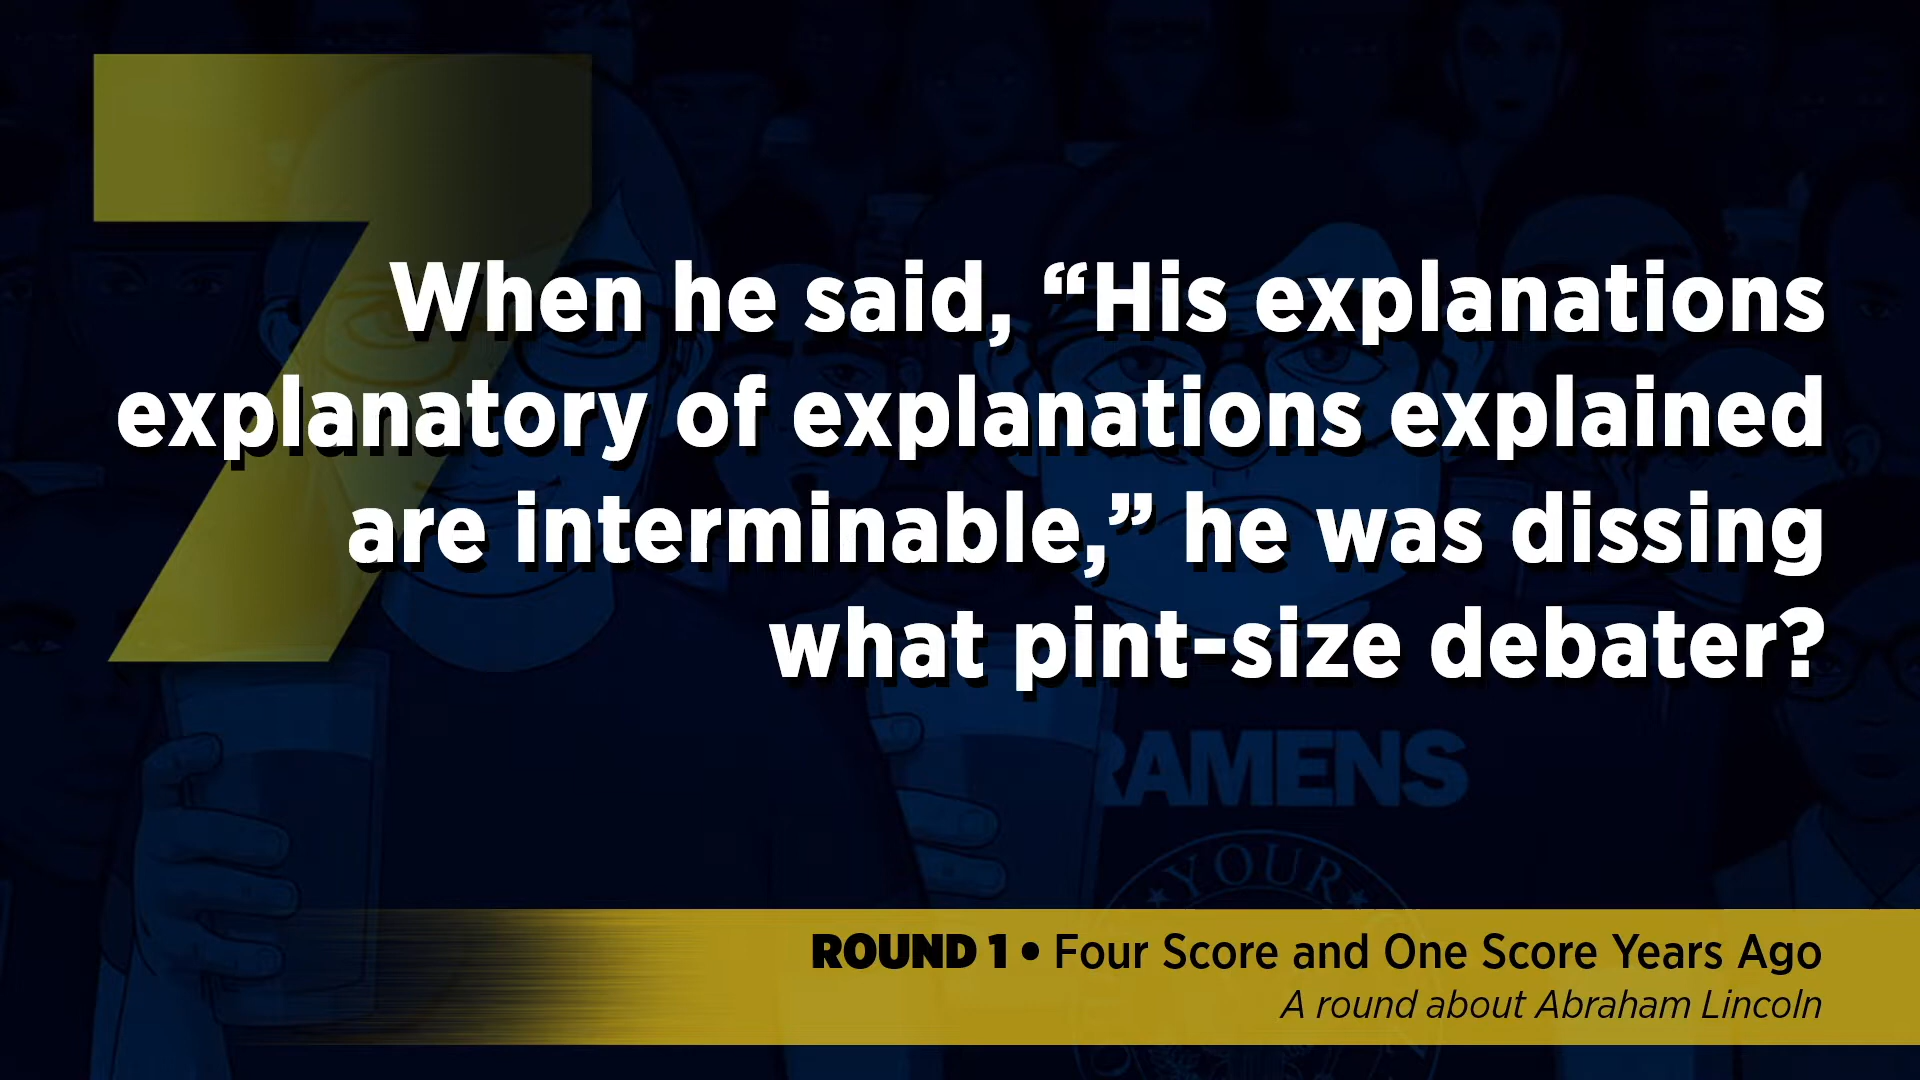 7
When he said, “His explanations
explanatory of explanations explained
are interminable,” he was dissing
what pint-size debater?
RAMENS
★ YOUR ★
ROUND 1 • Four Score and One Score Years Ago
A round about Abraham Lincoln